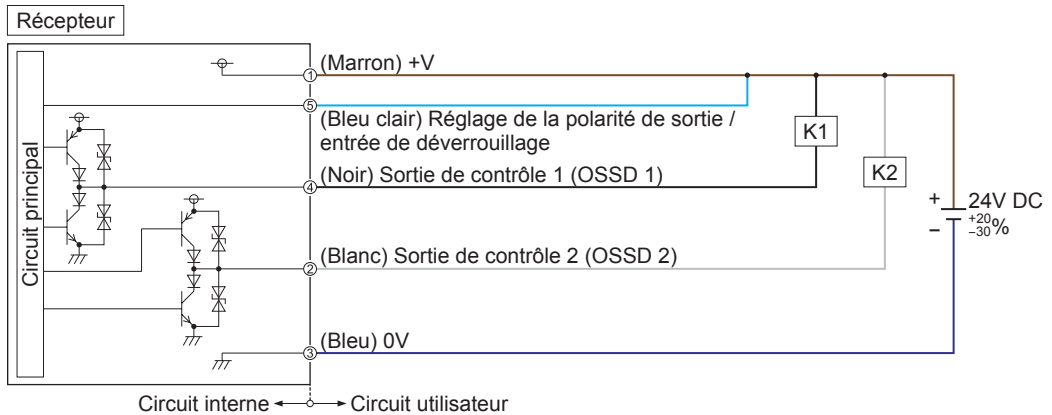 Récepteur
Circuit principal
1
(Marron) +V
5
(Bleu clair) Réglage de la polarité de sortie /
entrée de déverrouillage
K1
K2
4
(Noir) Sortie de contrôle 1 (OSSD 1)
+
24V DC
–
+20
–30 %
2
(Blanc) Sortie de contrôle 2 (OSSD 2)
3
(Bleu) 0V
Circuit interne
Circuit utilisateur